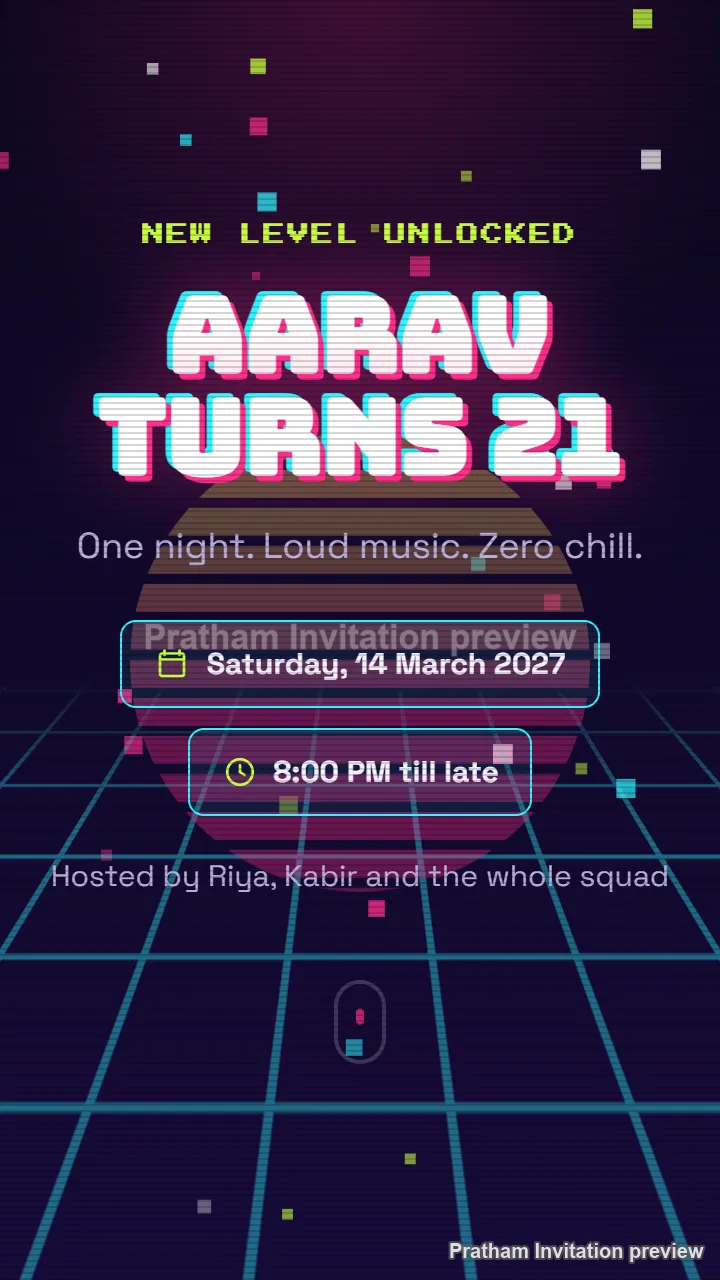 NEW LEVEL UNLOCKED
AARAV
TURNS 21
One night. Loud music. Zero chill.
Pratham Invitation preview
Saturday, 14 March 2027
8:00 PM till late
Hosted by Riya, Kabir and the whole squad
Pratham Invitation preview